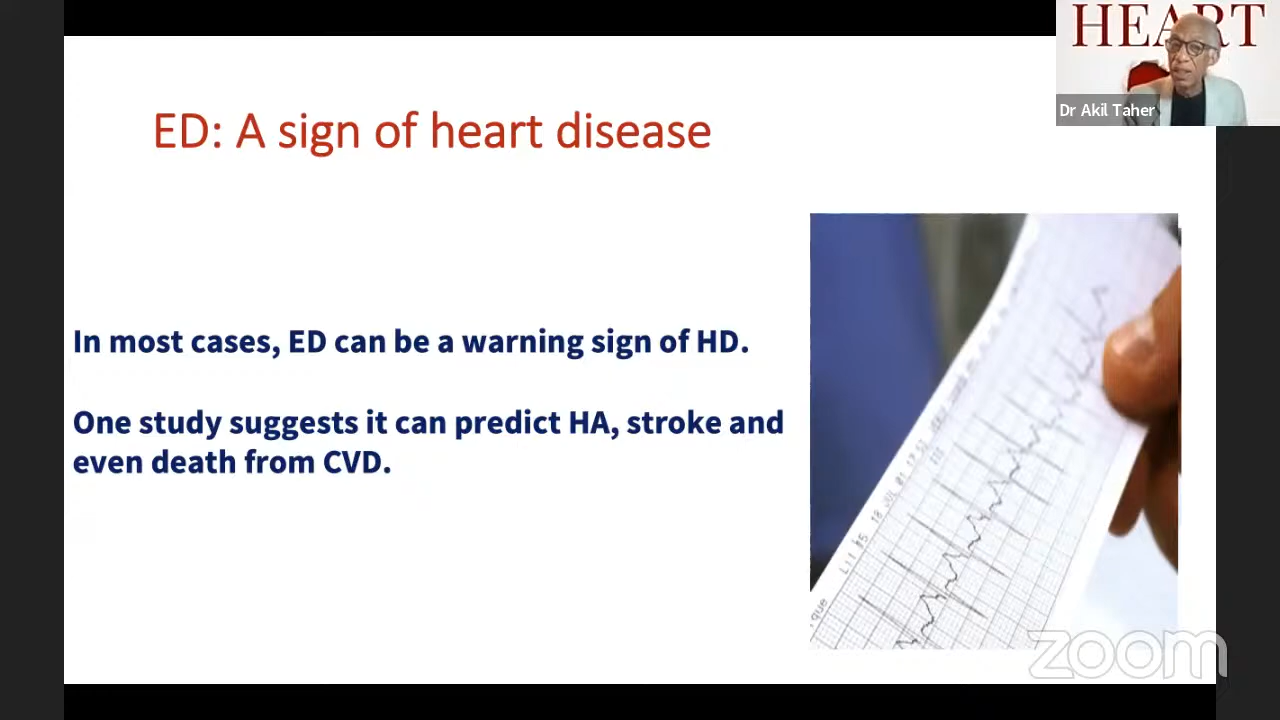 HEART
Dr Akil Taher
ED: A sign of heart disease
In most cases, ED can be a warning sign of HD.
One study suggests it can predict HA, stroke and
even death from CVD.
zoom